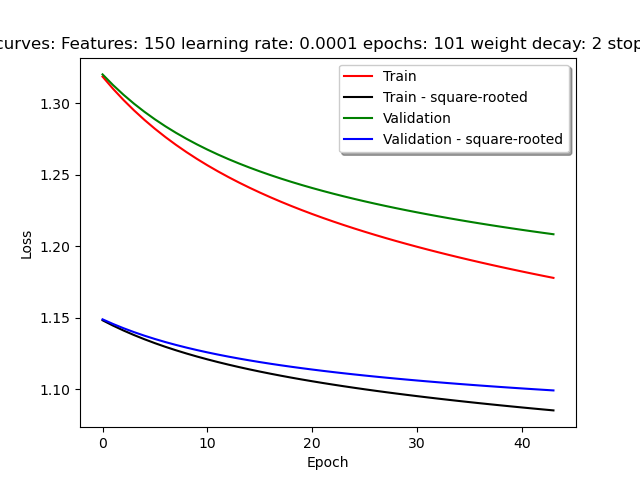 curves: Features: 150 learning rate: 0.0001 epochs: 101 weight decay: 2 stop
Train
Train - square-rooted
Validation
Validation - square-rooted
1.30
1.25
1.20
1.15
1.10
Loss
0
10
20
30
40
Epoch